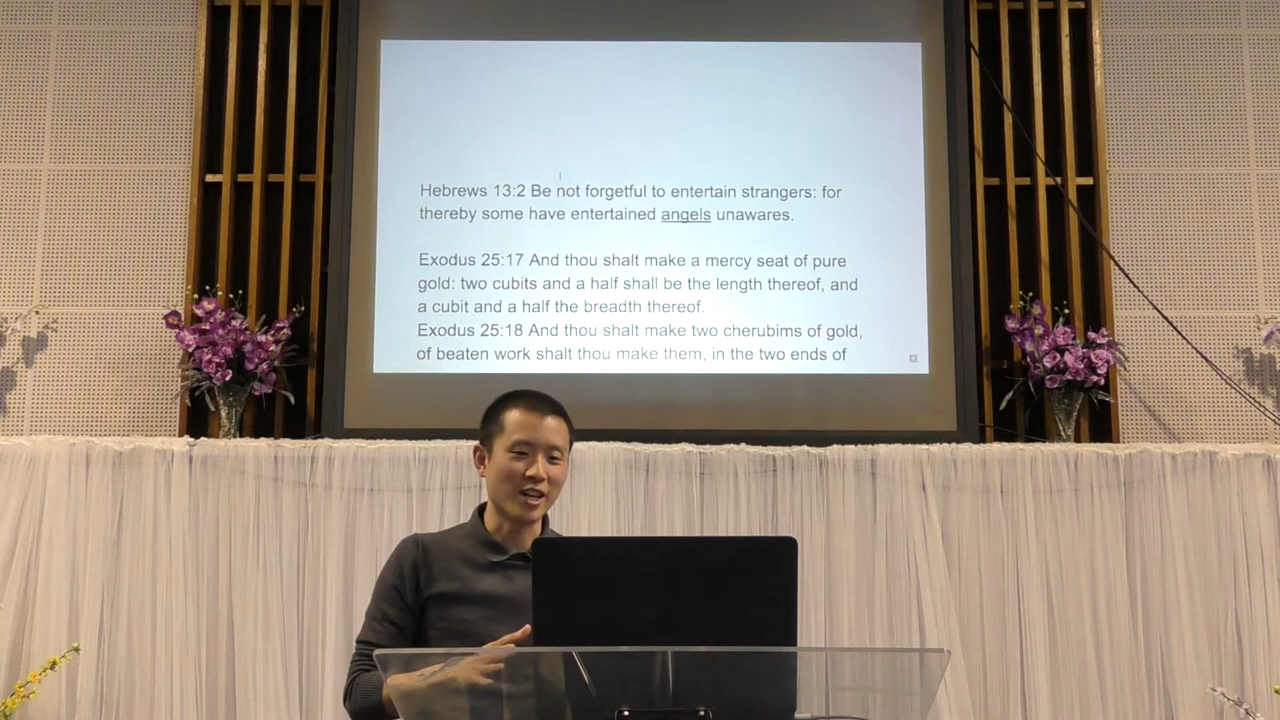 Hebrews 13:2 Be not forgetful to entertain strangers: for
thereby some have entertained angels unawares.
Exodus 25:17 And thou shalt make a mercy seat of pure
gold: two cubits and a half shall be the length thereof, and
a cubit and a half the breadth thereof.
Exodus 25:18 And thou shalt make two cherubims of gold,
of beaten work shalt thou make them, in the two ends of